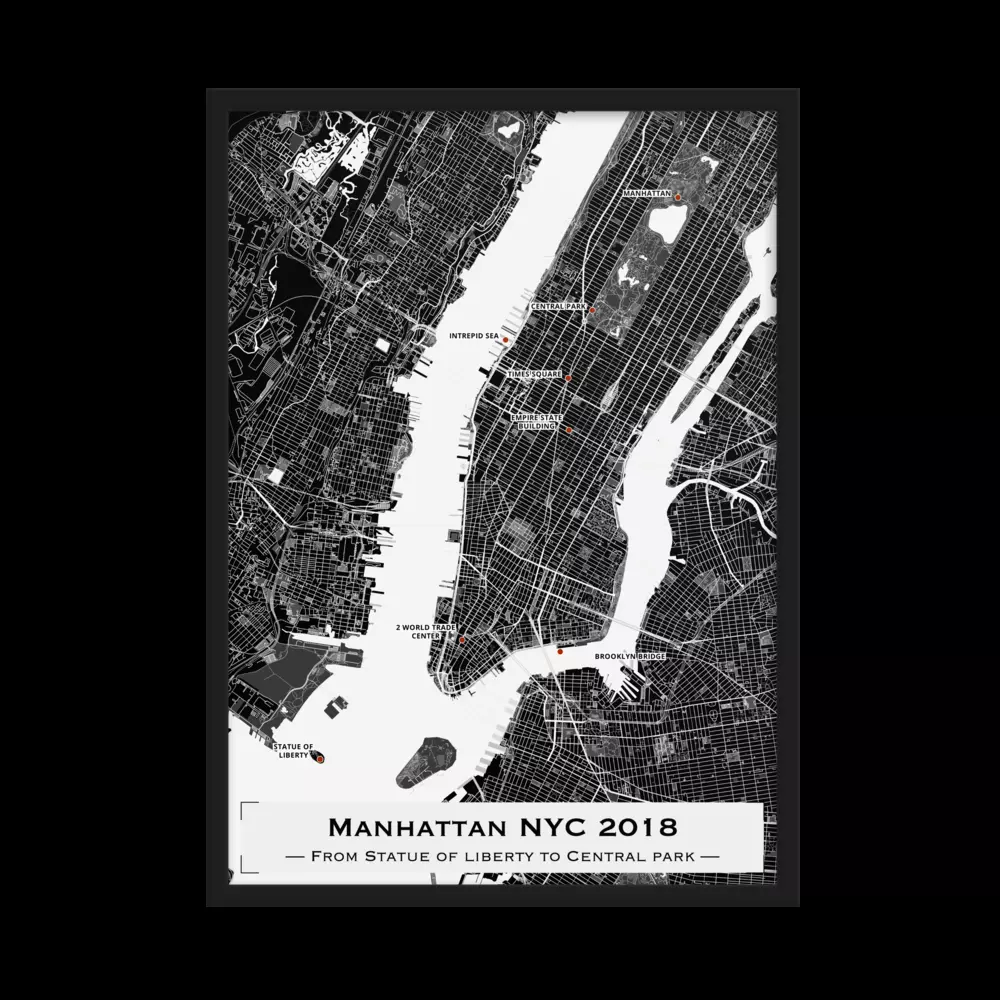 MANHATTAN
CENTRAL PARK
INTREPID SEA
TIMES SQUARE
EMPIRE STATE
BUILDING
2 WORLD TRADE
CENTER
BROOKLYN BRIDGE
STATUE OF
LIBERTY
MANHATTAN NYC 2018
— FROM STATUE OF LIBERTY TO CENTRAL PARK —